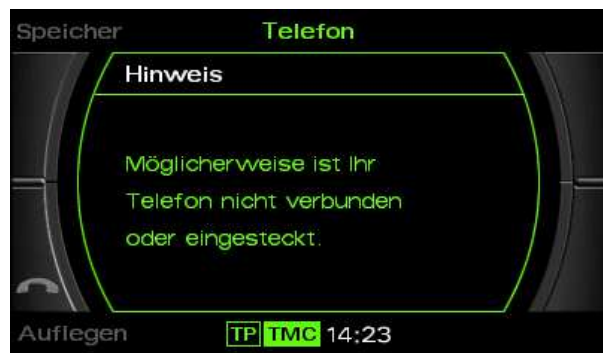 Speicher Telefon
Hinweis
Möglicherweise ist Ihr
Telefon nicht verbunden
oder eingesteckt.
Auflegen TP TMC 14:23